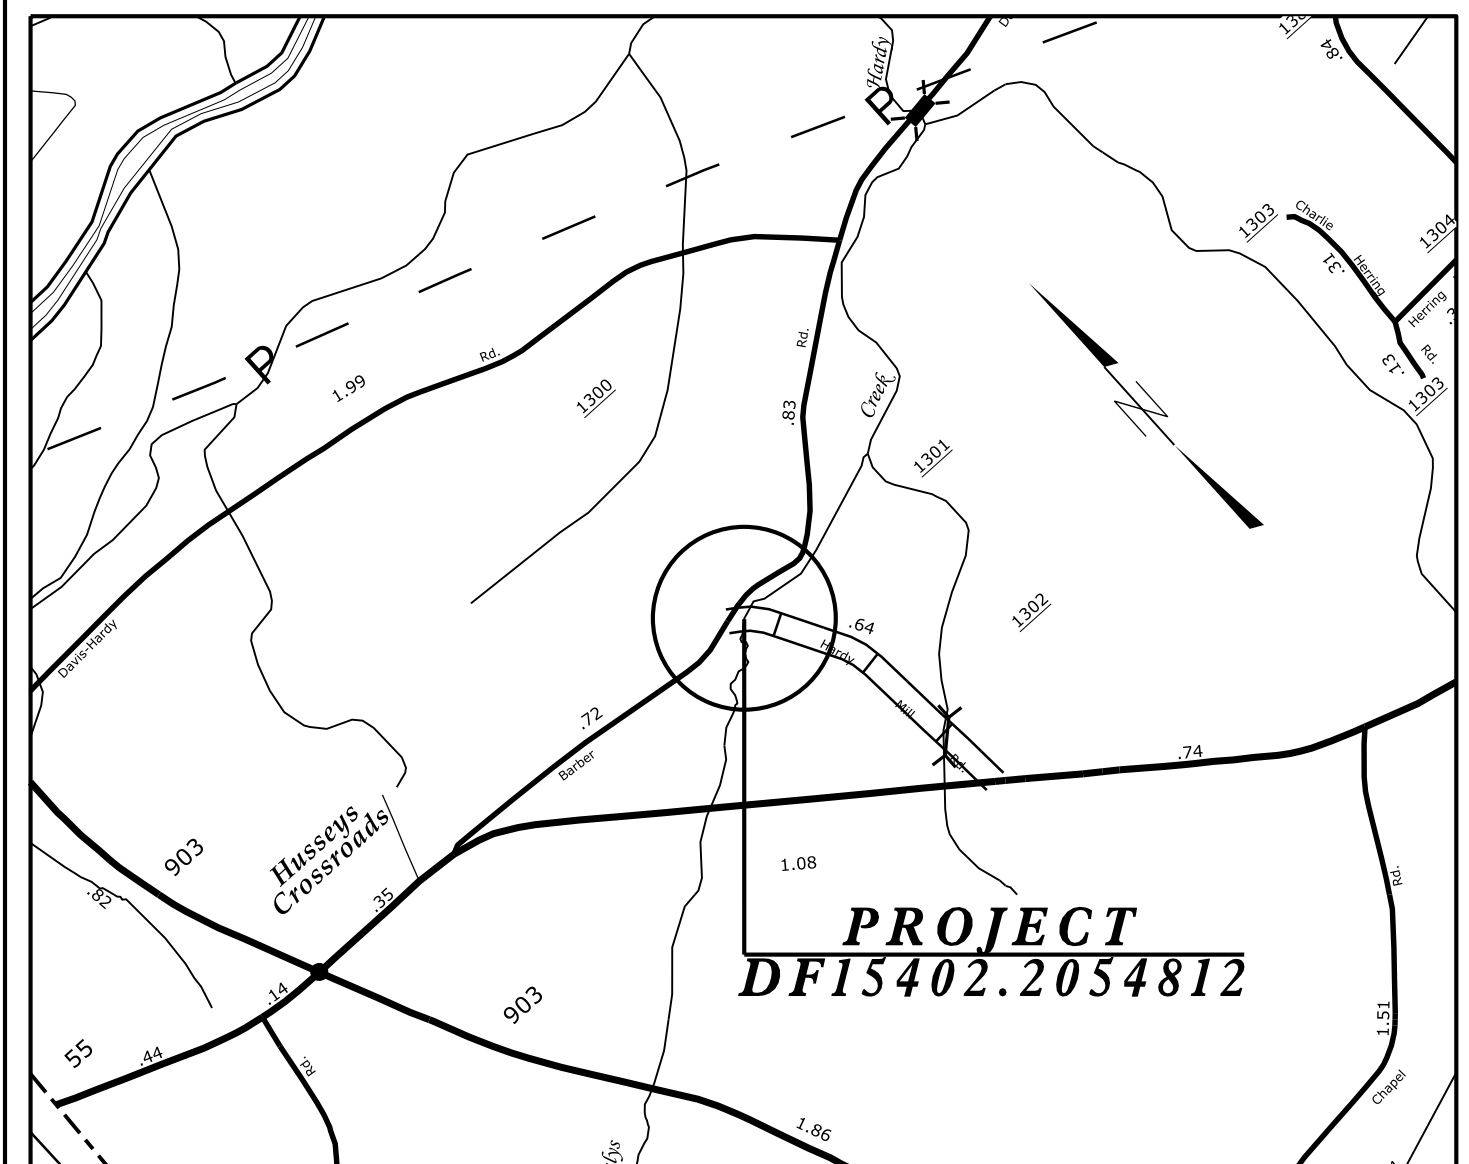 Hardy
.84
P
1303
Charlie
1304
.31
Herring
Herring
Rd.
.13
1303
P
1.99
Rd.
1300
Rd.
.83
Creek
1301
N
1302
Davis-Hardy
.64
Hardy
Mill
Rd.
.72
Barber
.74
Husseys
Crossroads
903
.82
.35
1.08
Rd.
PROJECT
DF15402.2054812
.14
903
55
.44
Rd.
1.51
Chapel
1.86